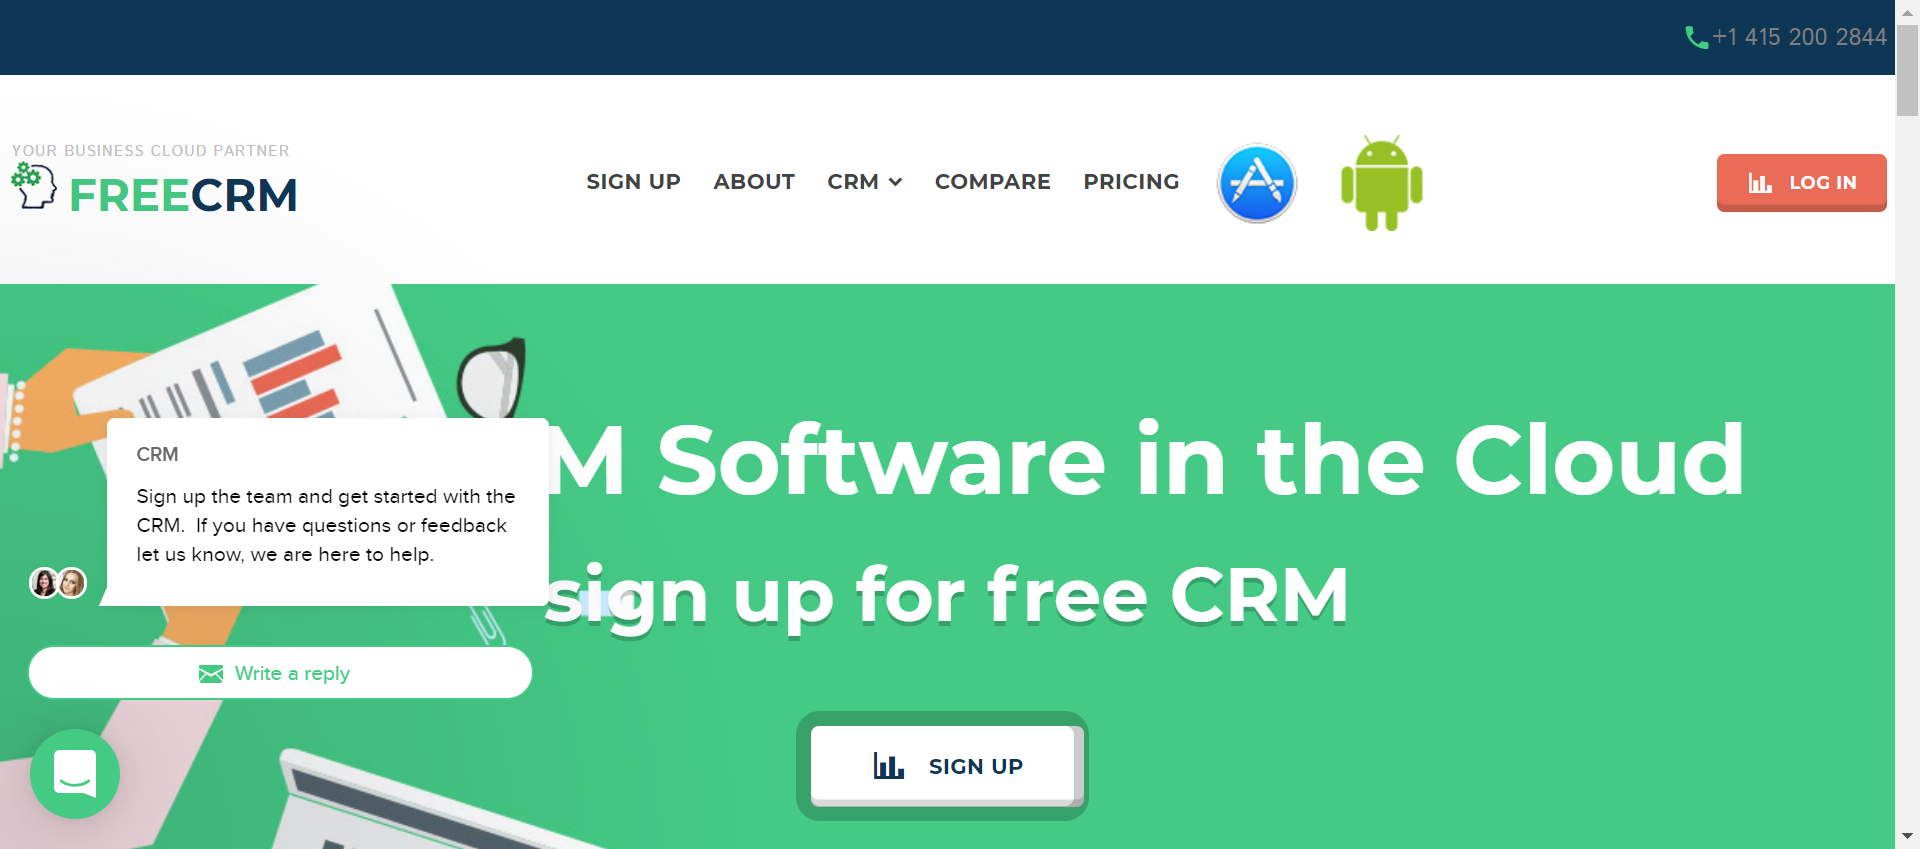 +1 415 200 2844
YOUR BUSINESS CLOUD PARTNER
FREECRM
SIGN UP ABOUT CRM COMPARE PRICING
LOG IN
M Software in the Cloud
sign up for free CRM
CRM
Sign up the team and get started with the
CRM.  If you have questions or feedback
let us know, we are here to help.
Write a reply
SIGN UP